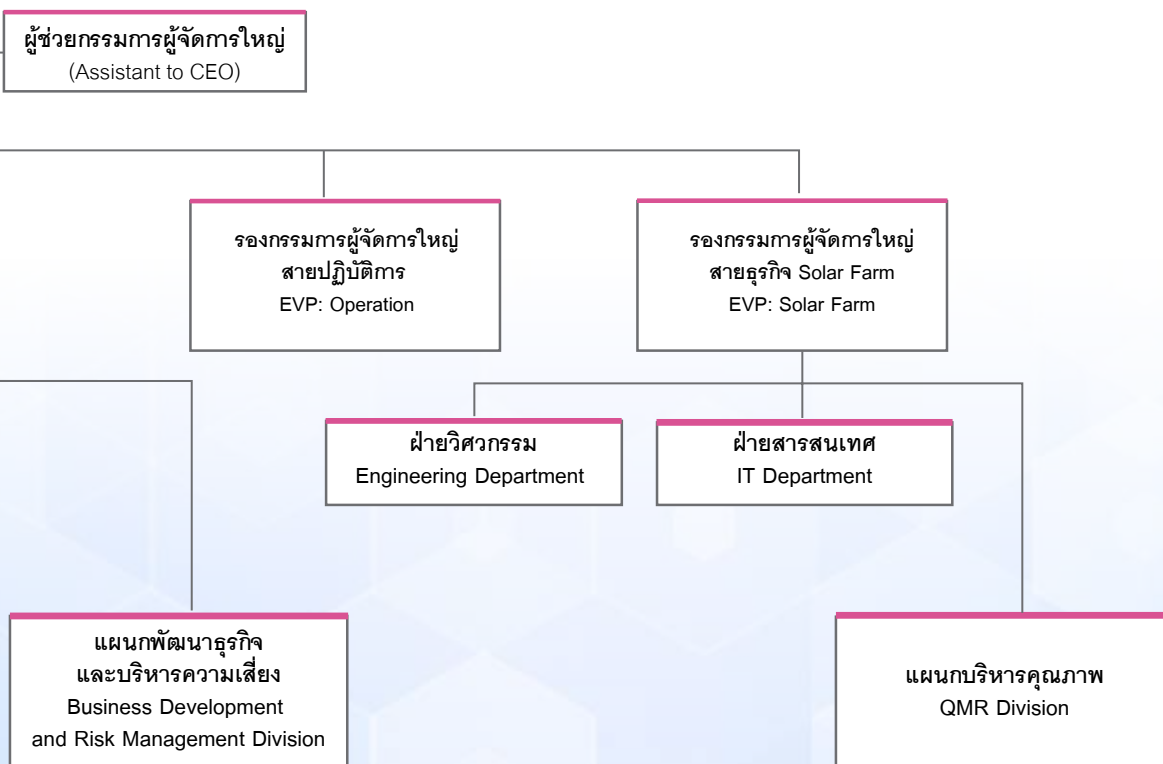 ผู้ช่วยกรรมการผู้จัดการใหญ่
(Assistant to CEO)
รองกรรมการผู้จัดการใหญ่
สายปฏิบัติการ
EVP: Operation
รองกรรมการผู้จัดการใหญ่
สายธุรกิจ Solar Farm
EVP: Solar Farm
ฝ่ายวิศวกรรม
Engineering Department
ฝ่ายสารสนเทศ
IT Department
แผนกพัฒนาธุรกิจ
และบริหารความเสี่ยง
Business Development
and Risk Management Division
แผนกบริหารคุณภาพ
QMR Division